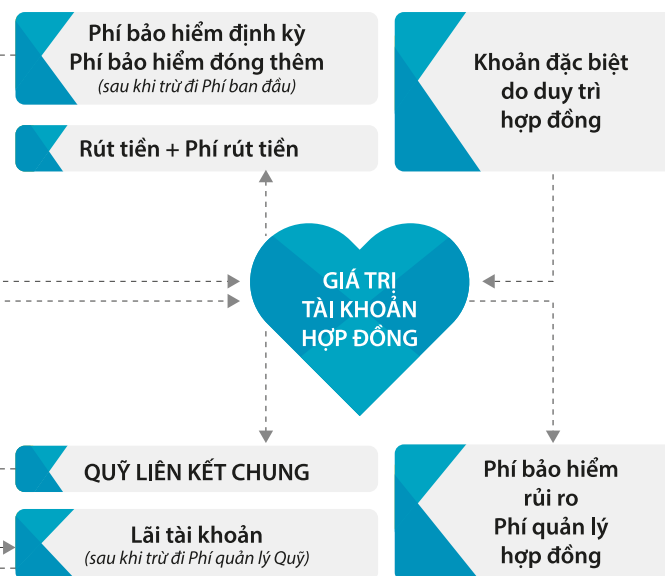 Phí bảo hiểm định kỳ
Phí bảo hiểm đóng thêm
(sau khi trừ đi Phí ban đầu)
Khoản đặc biệt
do duy trì
hợp đồng
Rút tiền + Phí rút tiền
GIÁ TRỊ
TÀI KHOẢN
HỢP ĐỒNG
QUỸ LIÊN KẾT CHUNG
Lãi tài khoản
(sau khi trừ đi Phí quản lý Quỹ)
Phí bảo hiểm
rủi ro
Phí quản lý
hợp đồng